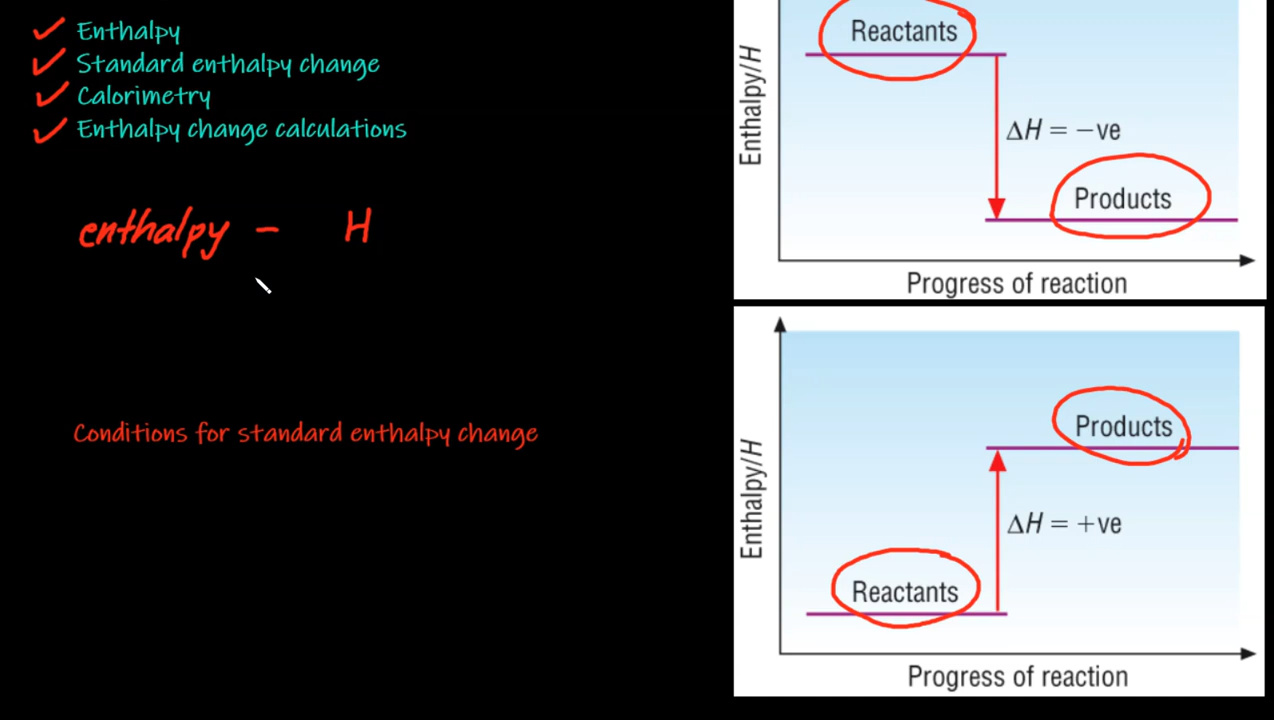 Enthalpy
Standard enthalpy change
Calorimetry
Enthalpy change calculations
enthalpy - H
Conditions for standard enthalpy change
Reactants
Enthalpy/H
ΔH = −ve
Products
Progress of reaction
Products
Enthalpy/H
ΔH = +ve
Reactants
Progress of reaction